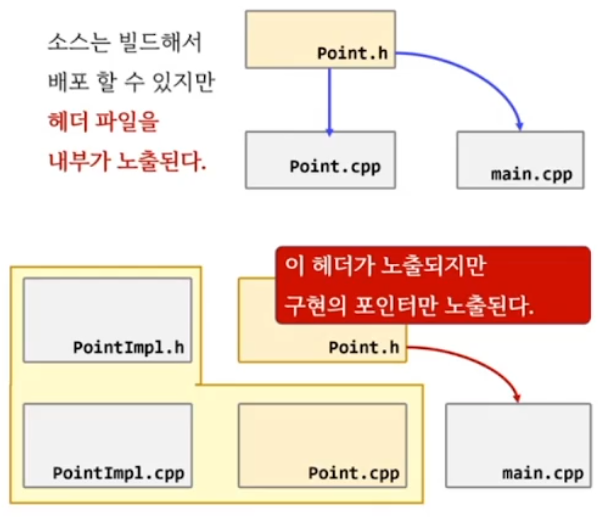 소스는 빌드해서
배포 할 수 있지만
헤더 파일을
내부가 노출된다.
Point.h
Point.cpp
main.cpp
이 헤더가 노출되지만
구현의 포인터만 노출된다.
PointImpl.h
Point.h
PointImpl.cpp
Point.cpp
main.cpp